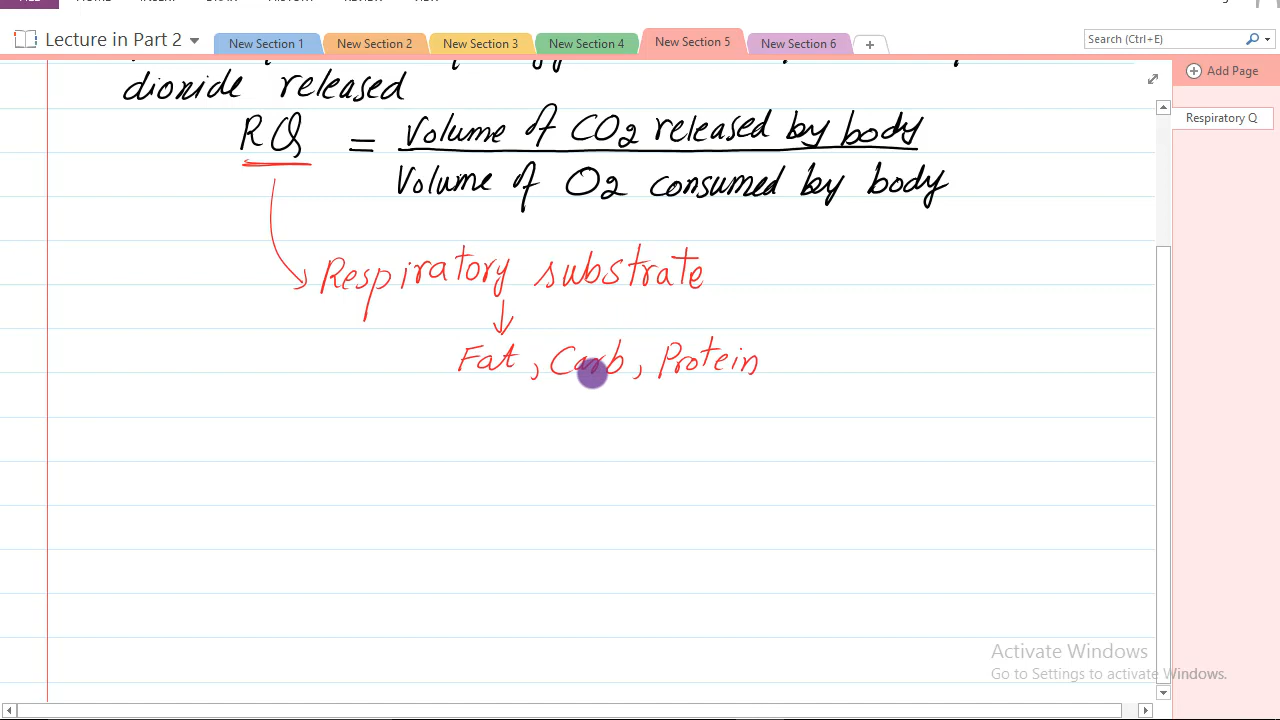 Lecture in Part 2
New Section 1
New Section 2
New Section 3
New Section 4
New Section 5
New Section 6
Search (Ctrl+E)
Add Page
Respiratory Q
dioxide released
RQ = Volume of CO2 released by body
Volume of O2 consumed by body
Respiratory substrate
Fat, Carb, Protein
Activate Windows
Go to Settings to activate Windows.